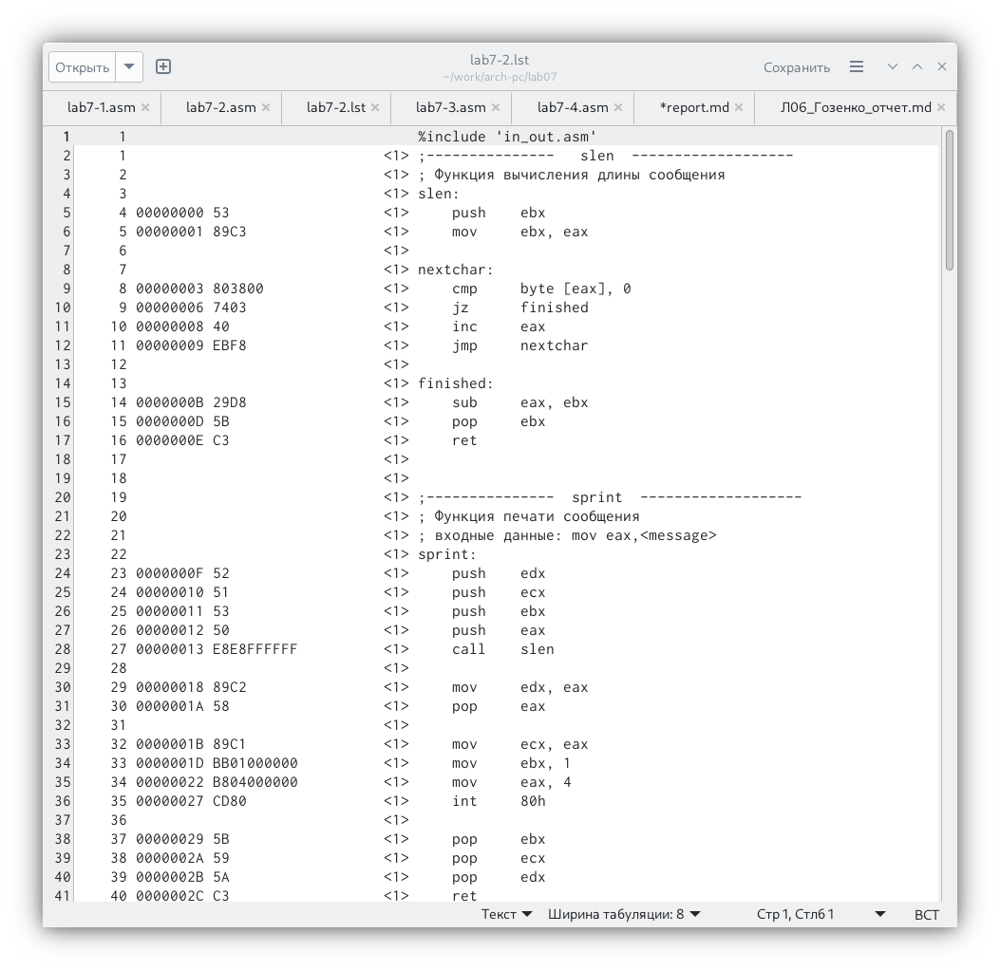 Открыть
lab7-2.lst
~/work/arch-pc/lab07
Сохранить
lab7-1.asm × lab7-2.asm × lab7-2.lst × lab7-3.asm × lab7-4.asm × *report.md × Л06_Гозенко_отчет.md ×
1 1 %include 'in_out.asm'
2 1 <1> ;--------------- slen -------------------
3 2 <1> ; Функция вычисления длины сообщения
4 3 <1> slen:
5 4 00000000 53 <1> push ebx
6 5 00000001 89C3 <1> mov ebx, eax
7 6 <1>
8 7 <1> nextchar:
9 8 00000003 803800 <1> cmp byte [eax], 0
10 9 00000006 7403 <1> jz finished
11 10 00000008 40 <1> inc eax
12 11 00000009 EBF8 <1> jmp nextchar
13 12 <1>
14 13 <1> finished:
15 14 0000000B 29D8 <1> sub eax, ebx
16 15 0000000D 5B <1> pop ebx
17 16 0000000E C3 <1> ret
18 17 <1>
19 18 <1>
20 19 <1> ;--------------- sprint -------------------
21 20 <1> ; Функция печати сообщения
22 21 <1> ; входные данные: mov eax,<message>
23 22 <1> sprint:
24 23 0000000F 52 <1> push edx
25 24 00000010 51 <1> push ecx
26 25 00000011 53 <1> push ebx
27 26 00000012 50 <1> push eax
28 27 00000013 E8E8FFFFFF <1> call slen
29 28 <1>
30 29 00000018 89C2 <1> mov edx, eax
31 30 0000001A 58 <1> pop eax
32 31 <1>
33 32 0000001B 89C1 <1> mov ecx, eax
34 33 0000001D BB01000000 <1> mov ebx, 1
35 34 00000022 B804000000 <1> mov eax, 4
36 35 00000027 CD80 <1> int 80h
37 36 <1>
38 37 00000029 5B <1> pop ebx
39 38 0000002A 59 <1> pop ecx
40 39 0000002B 5A <1> pop edx
41 40 0000002C C3 <1> ret
Текст Ширина табуляции: 8 Стр 1, Стлб 1 ВСТ